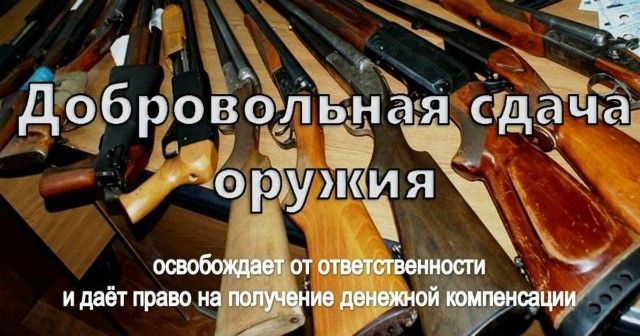 Добровольная сдача
оружия
освобождает от ответственности
и даёт право на получение денежной компенсации